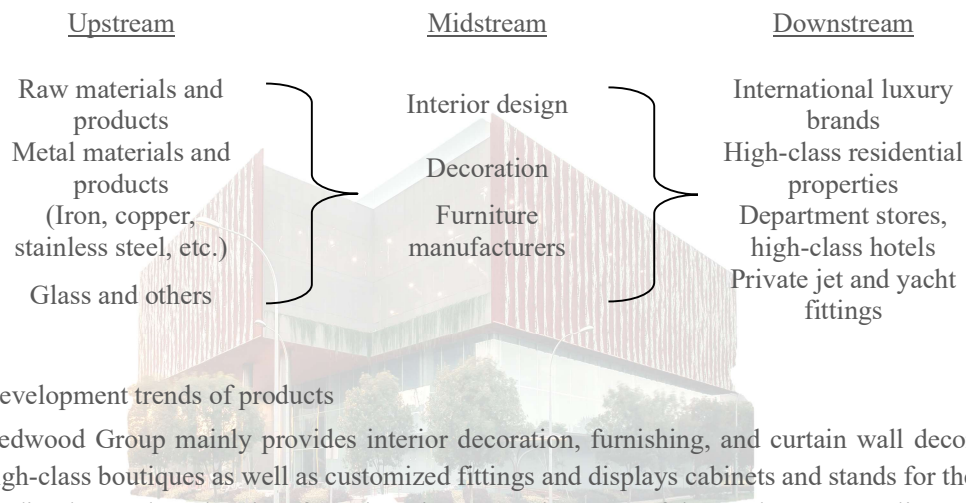 Upstream
Midstream
Downstream
Raw materials and
products
Metal materials and
products
(Iron, copper,
stainless steel, etc.)
Glass and others
Interior design
Decoration
Furniture
manufacturers
International luxury
brands
High-class residential
properties
Department stores,
high-class hotels
Private jet and yacht
fittings
evelopment trends of products
edwood Group mainly provides interior decoration, furnishing, and curtain wall deco
gh-class boutiques as well as customized fittings and displays cabinets and stands for the